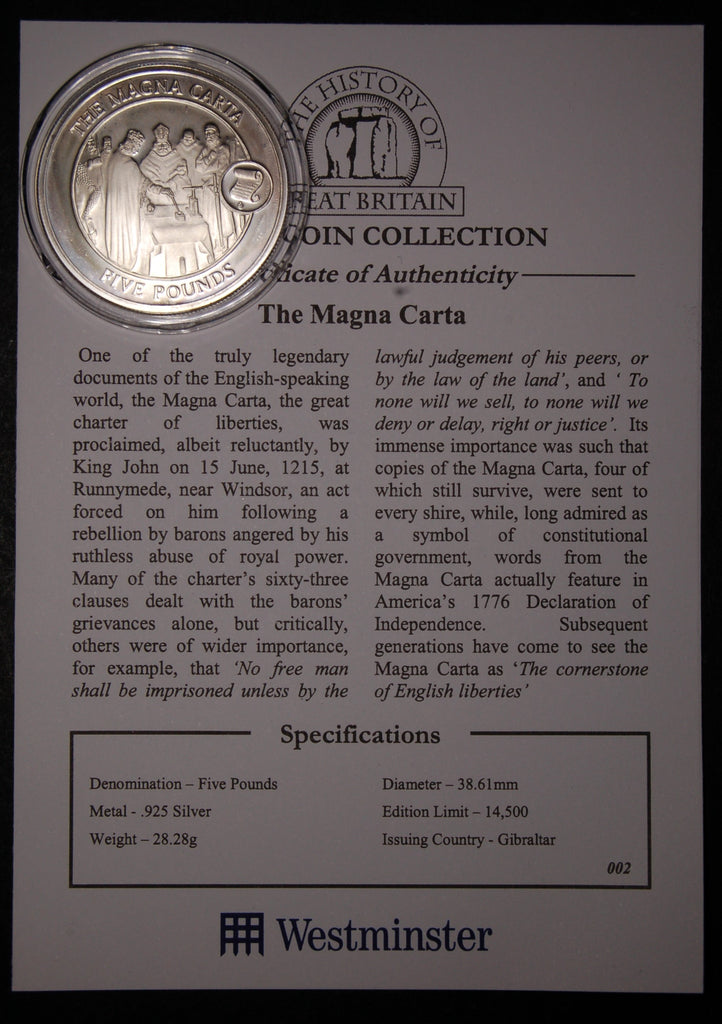 THE MAGNA CARTA
FIVE POUNDS
HISTORY OF
BRITAIN
COIN COLLECTION
of Authenticity
The Magna Carta
One of the truly legendary
documents of the English-speaking
world, the Magna Carta, the great
charter of liberties, was
proclaimed, albeit reluctantly, by
King John on 15 June, 1215, at
Runnymede, near Windsor, an act
forced on him following a
rebellion by barons angered by his
ruthless abuse of royal power.
Many of the charter's sixty-three
clauses dealt with the barons'
grievances alone, but critically,
others were of wider importance,
for example, that 'No free man
shall be imprisoned unless by the
lawful judgement of his peers, or
by the law of the land', and ' To
none will we sell, to none will we
deny or delay, right or justice'. Its
immense importance was such that
copies of the Magna Carta, four of
which still survive, were sent to
every shire, while, long admired as
a symbol of constitutional
government, words from the
Magna Carta actually feature in
America's 1776 Declaration of
Independence. Subsequent
generations have come to see the
Magna Carta as 'The cornerstone
of English liberties'
Specifications
Denomination – Five Pounds
Metal - .925 Silver
Weight – 28.28g
Diameter – 38.61mm
Edition Limit – 14,500
Issuing Country - Gibraltar
002
Westminster